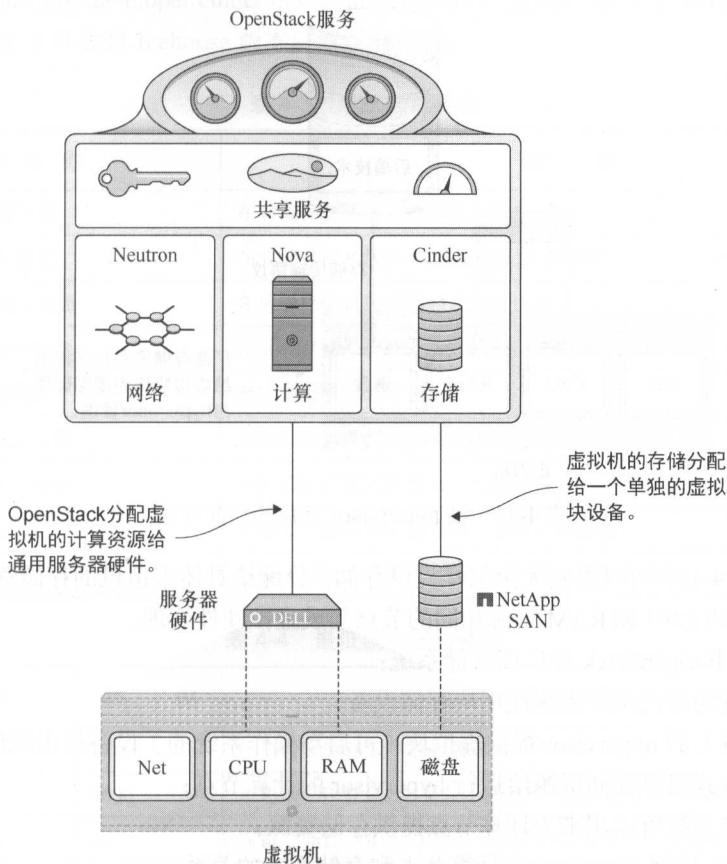 OpenStack服务
共享服务
Neutron
Nova
Cinder
网络
计算
存储
虚拟机的存储分配
给一个单独的虚拟
块设备。
OpenStack分配虚
拟机的计算资源给
通用服务器硬件。
服务器
硬件
DELL
NetApp
SAN
Net
CPU
RAM
磁盘
虚拟机